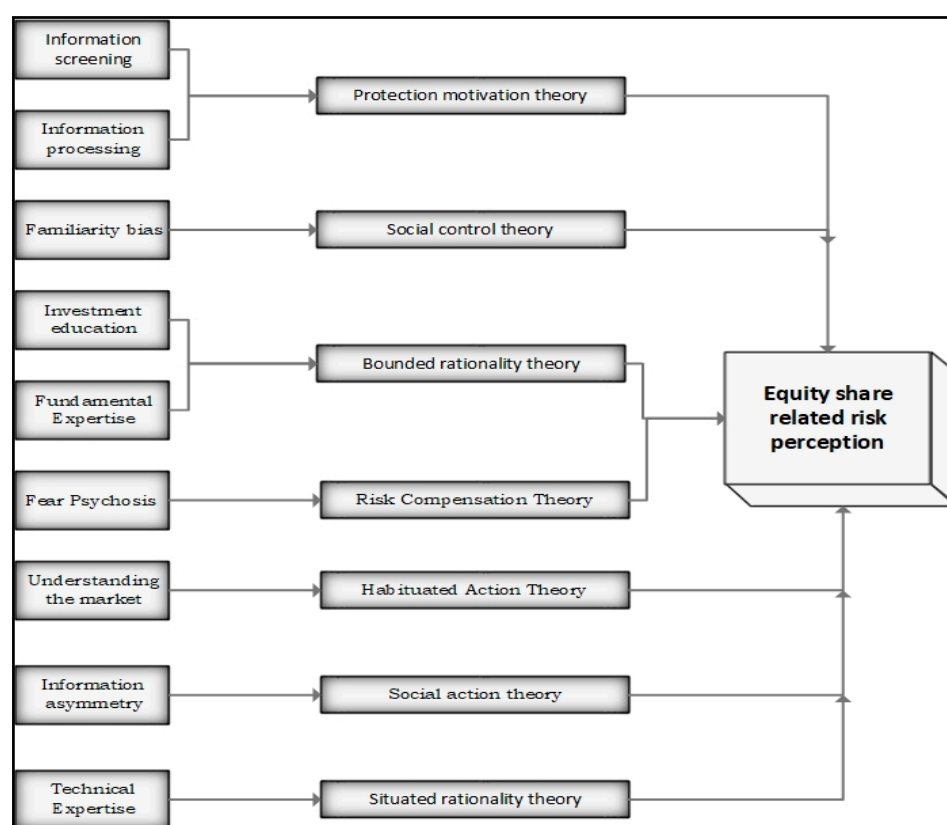 Information
screening
Protection motivation theory
Information
processing
Familiarity bias
Social control theory
Investment
education
Bounded rationality theory
Fundamental
Expertise
Equity share
related risk
perception
Fear Psychosis
Risk Compensation Theory
Understanding
the market
Habituated Action Theory
Information
asymmetry
Social action theory
Technical
Expertise
Situated rationality theory